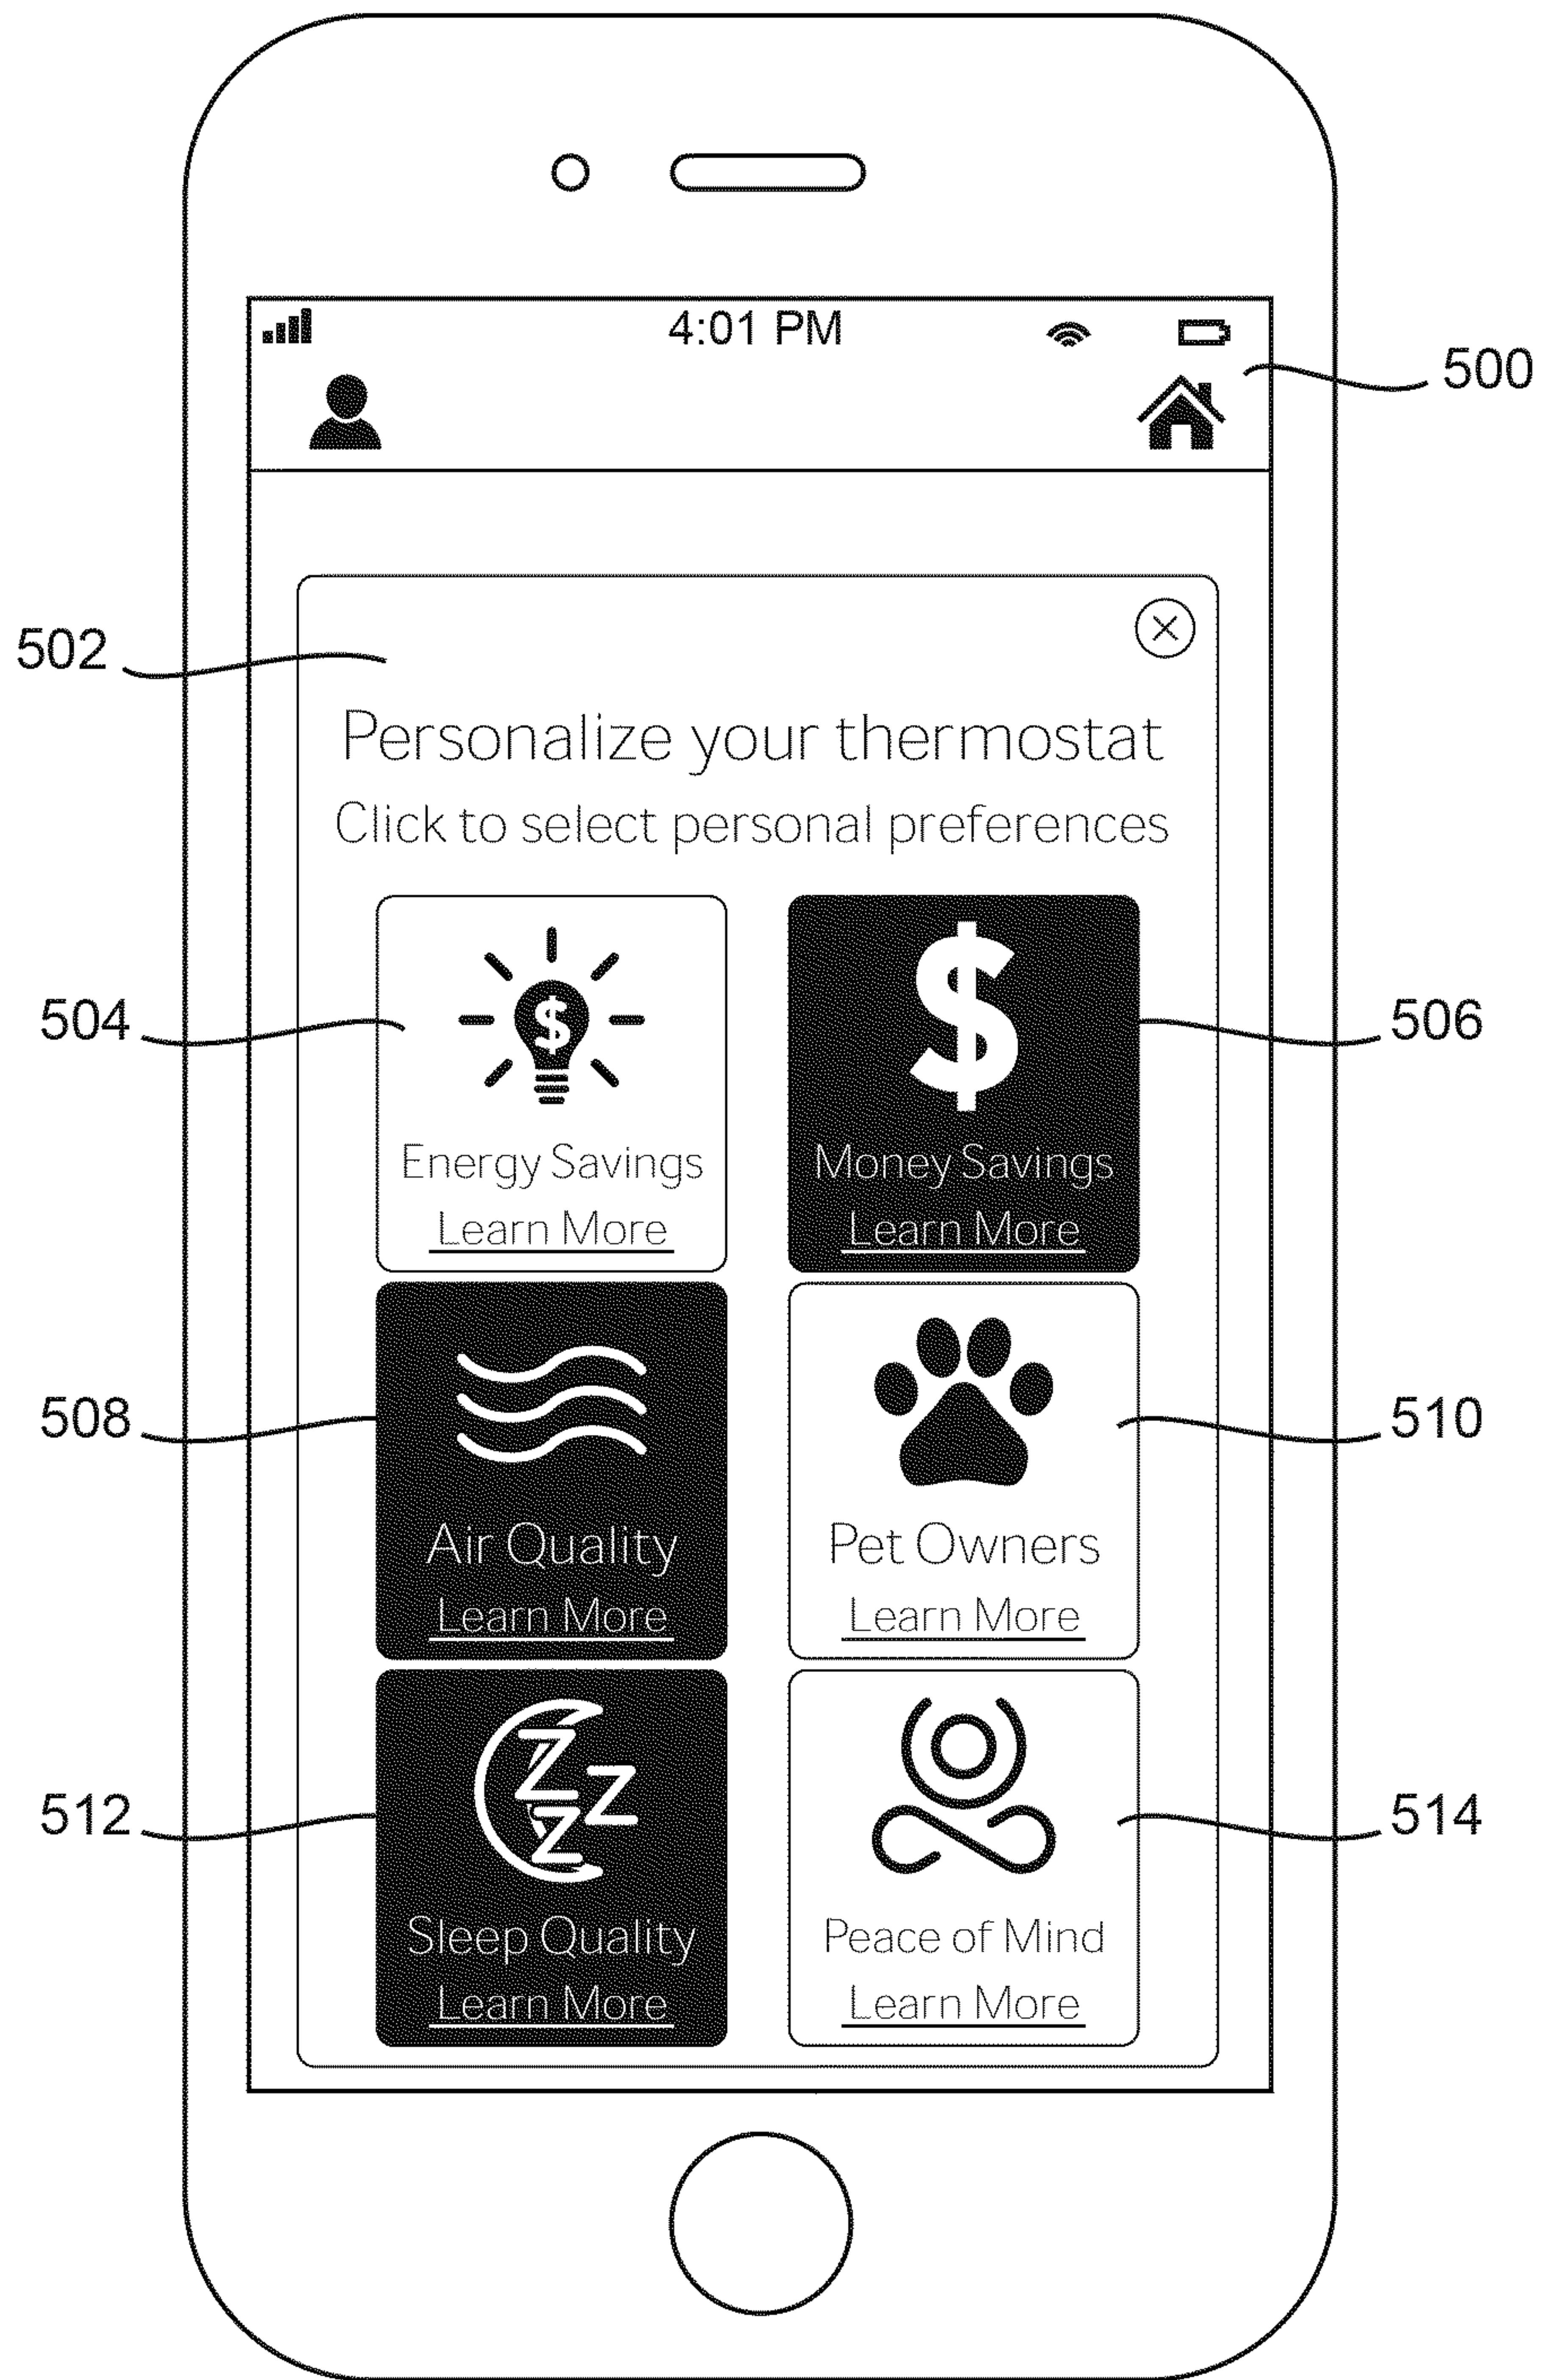 4:01 PM
500
502
Personalize your thermostat
Click to select personal preferences
504
$
$
506
Energy Savings
Money Savings
Learn More
Learn More
508
510
Air Quality
Pet Owners
Learn More
Learn More
512
Z
Z
Z
514
Sleep Quality
Peace of Mind
Learn More
Learn More